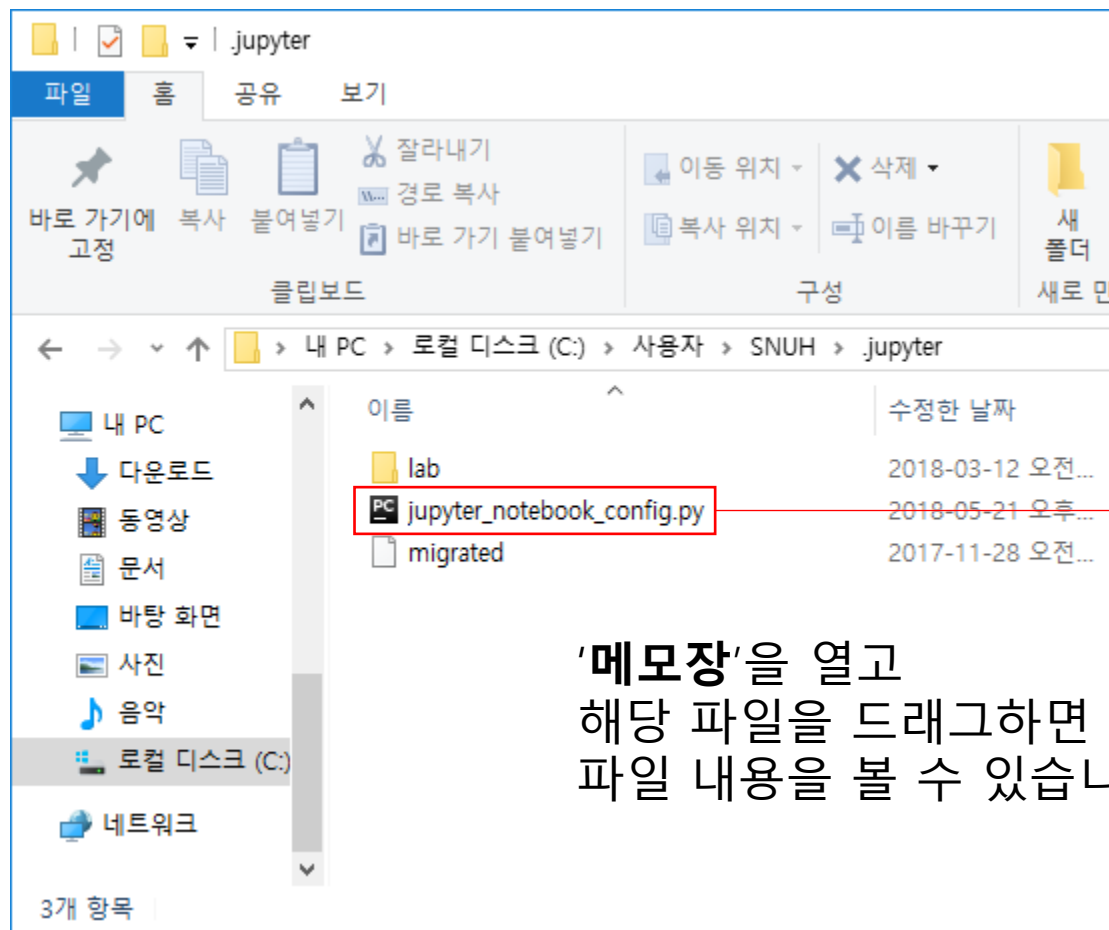 .jupyter
파일 홈 공유 보기
바로 가기에 고정
복사
붙여넣기
잘라내기
경로 복사
바로 가기 붙여넣기
클립보드
이동 위치
복사 위치
삭제
이름 바꾸기
구성
새 폴더
새로
내 PC > 로컬 디스크 (C:) > 사용자 > SNUH > .jupyter
내 PC
다운로드
동영상
문서
바탕 화면
사진
음악
로컬 디스크 (C:)
네트워크
이름 수정한 날짜
lab 2018-03-12 오전...
PC jupyter_notebook_config.py 2018-05-21 오후...
migrated 2017-11-28 오전...
'메모장'을 열고
해당 파일을 드래그하면
파일 내용을 볼 수 있습
3개 항목